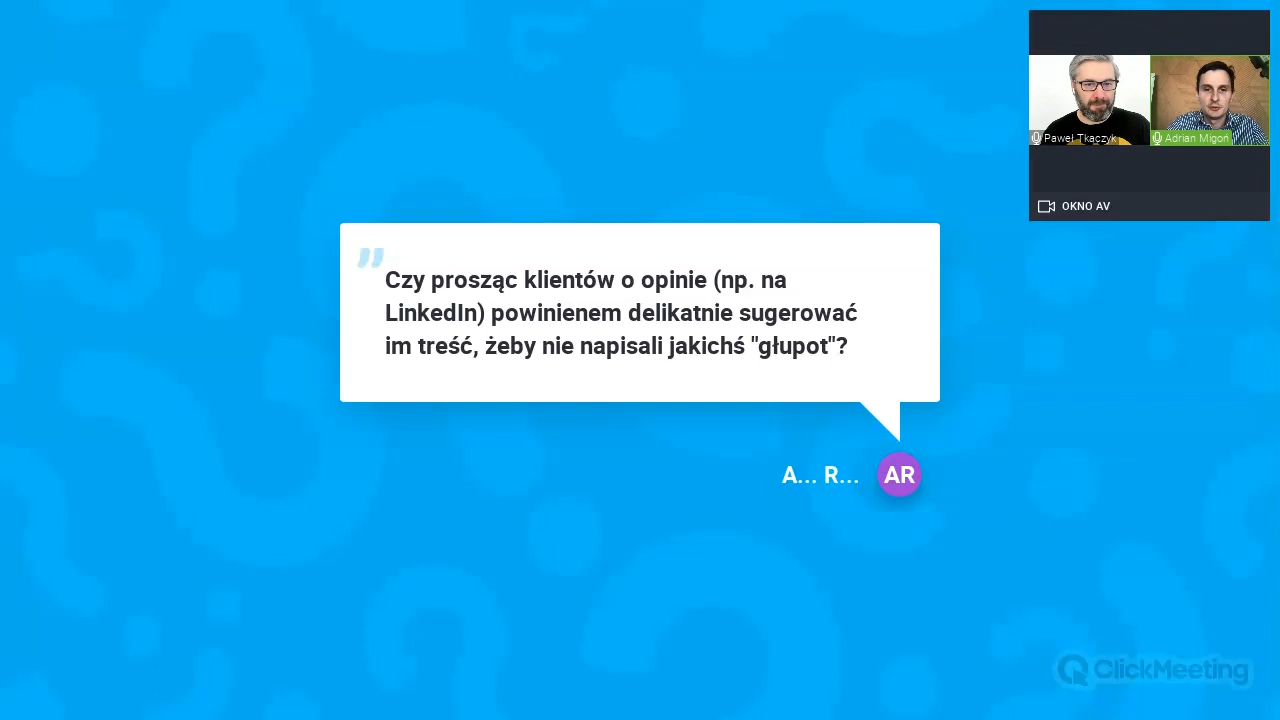 Paweł Tkaczyk
Adrian Migoń
OKNO AV
"Czy prosząc klientów o opinie (np. na
LinkedIn) powinienem delikatnie sugerować
im treść, żeby nie napisali jakichś "głupot"?
A... R...
AR
ClickMeeting